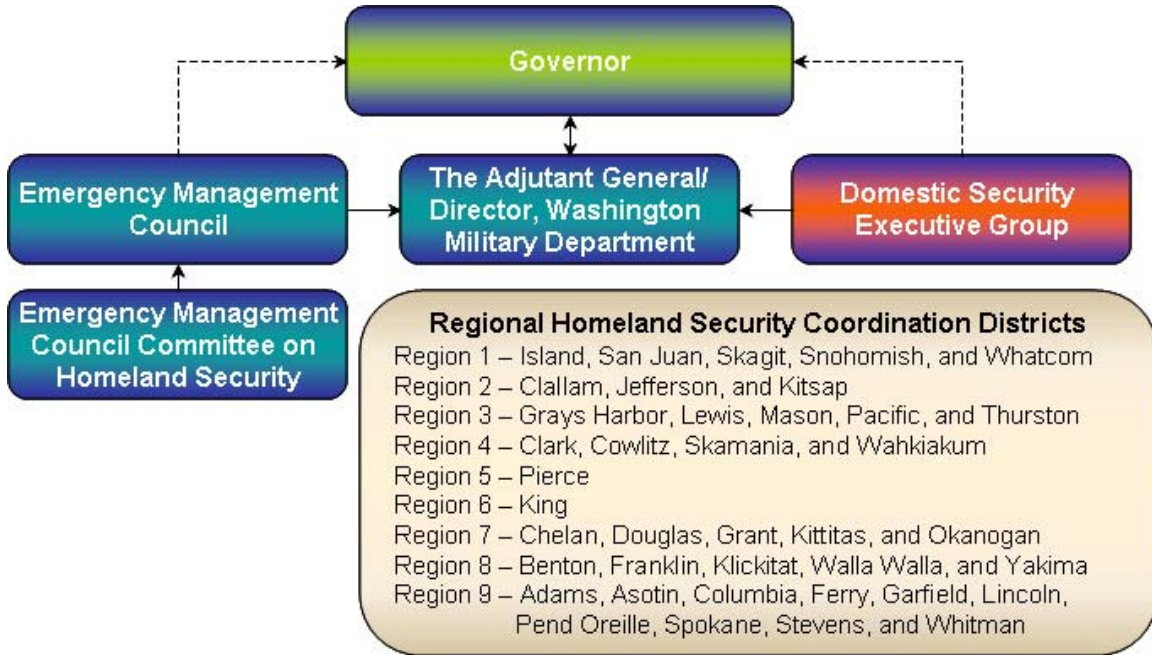 Governor
Emergency Management
Council
The Adjutant General/
Director, Washington
Military Department
Domestic Security
Executive Group
Emergency Management
Council Committee on
Homeland Security
Regional Homeland Security Coordination Districts
Region 1 – Island, San Juan, Skagit, Snohomish, and Whatcom
Region 2 – Clallam, Jefferson, and Kitsap
Region 3 – Grays Harbor, Lewis, Mason, Pacific, and Thurston
Region 4 – Clark, Cowlitz, Skamania, and Wahkiakum
Region 5 – Pierce
Region 6 – King
Region 7 – Chelan, Douglas, Grant, Kittitas, and Okanogan
Region 8 – Benton, Franklin, Klickitat, Walla Walla, and Yakima
Region 9 – Adams, Asotin, Columbia, Ferry, Garfield, Lincoln,
Pend Oreille, Spokane, Stevens, and Whitman